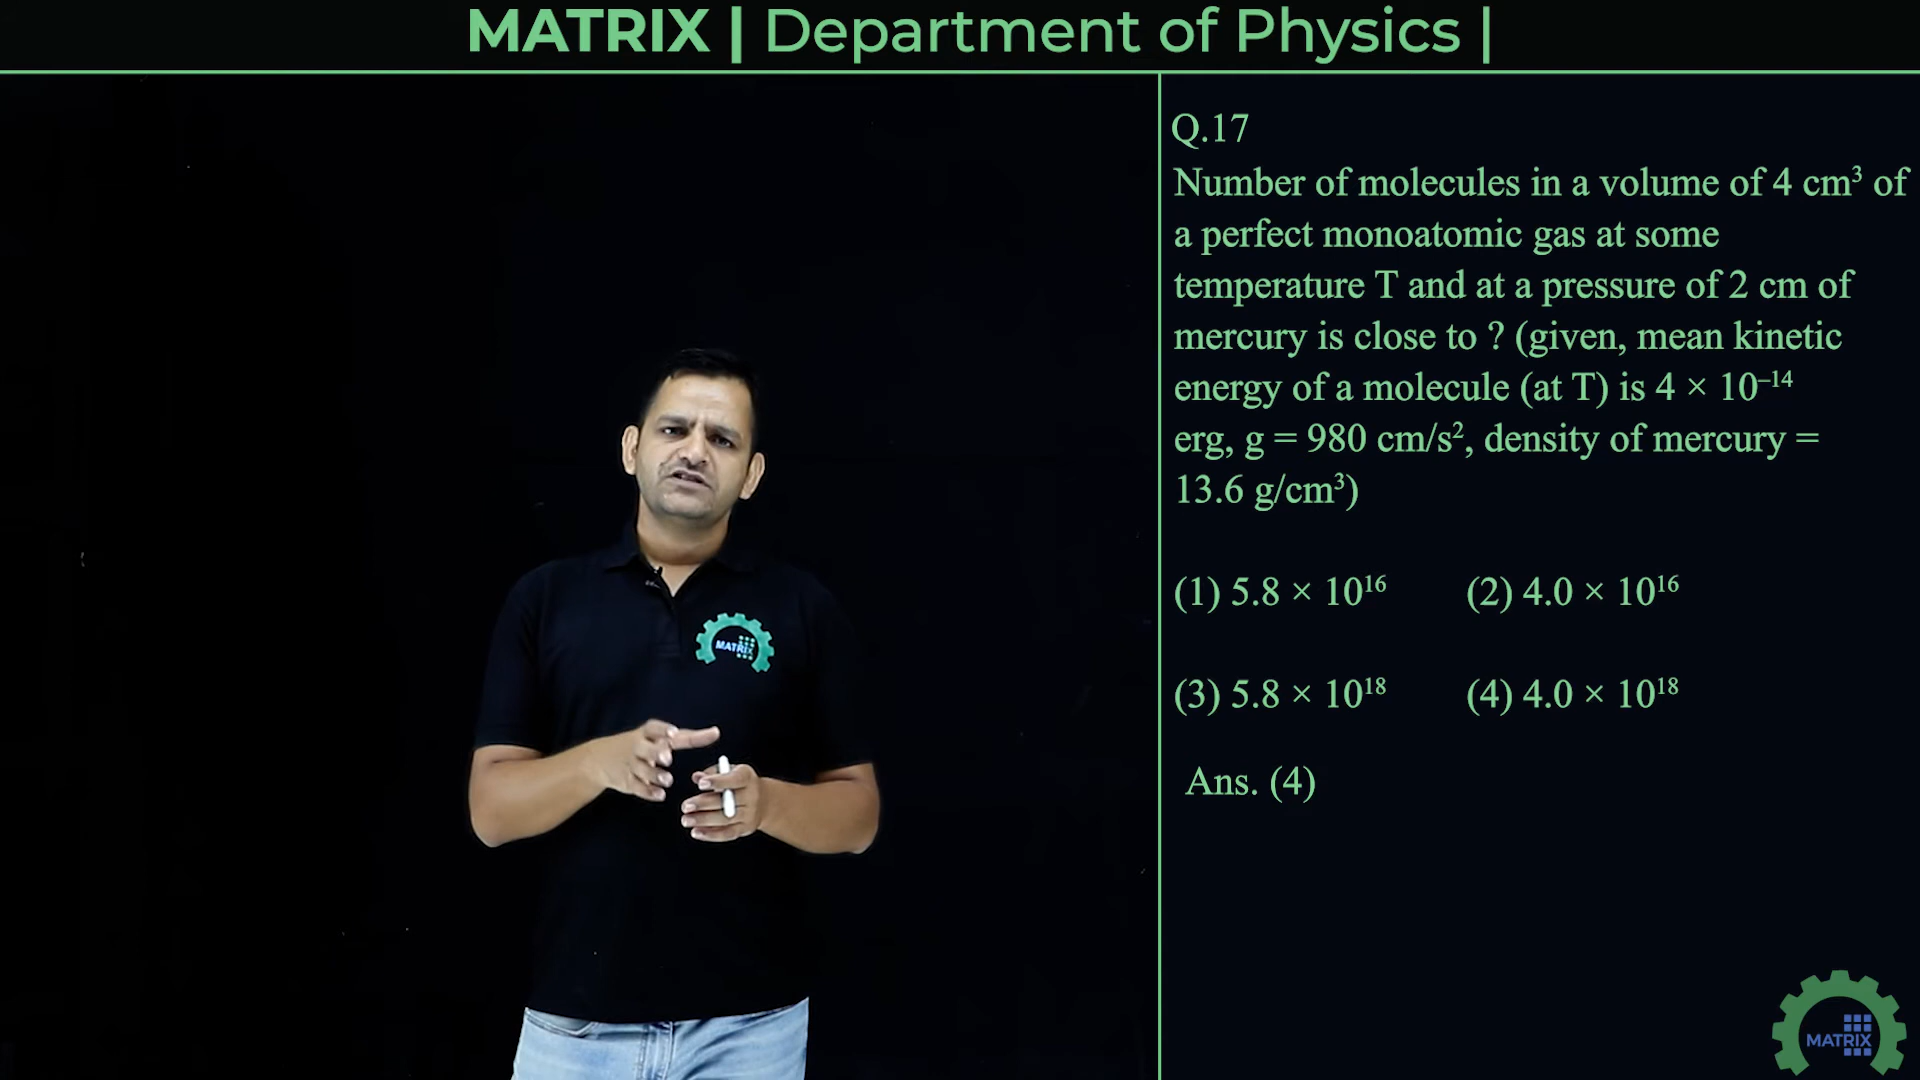 MATRIX | Department of Physics |
Q.17
Number of molecules in a volume of 4 cm³ of
a perfect monoatomic gas at some
temperature T and at a pressure of 2 cm of
mercury is close to ? (given, mean kinetic
energy of a molecule (at T) is 4 × 10⁻¹⁴
erg, g = 980 cm/s², density of mercury =
13.6 g/cm³)
(1) 5.8 × 10¹⁶ (2) 4.0 × 10¹⁶
(3) 5.8 × 10¹⁸ (4) 4.0 × 10¹⁸
Ans. (4)
MATRIX
MATRIX